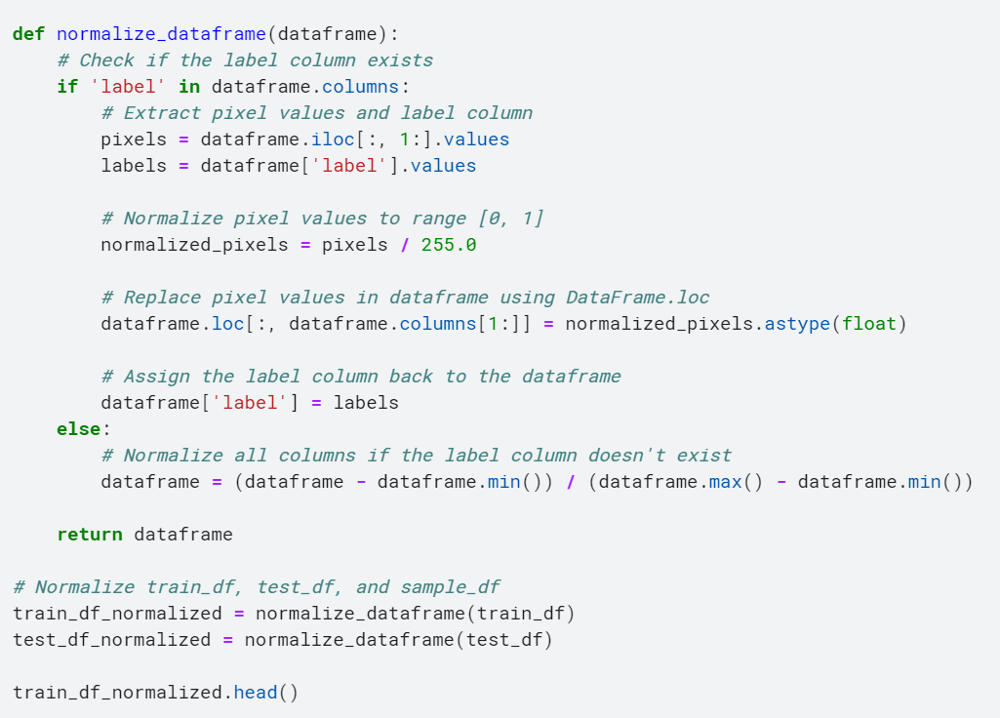 def normalize_dataframe(dataframe):
    # Check if the label column exists
    if 'label' in dataframe.columns:
        # Extract pixel values and label column
        pixels = dataframe.iloc[:, 1:].values
        labels = dataframe['label'].values

        # Normalize pixel values to range [0, 1]
        normalized_pixels = pixels / 255.0

        # Replace pixel values in dataframe using DataFrame.loc
        dataframe.loc[:, dataframe.columns[1:]] = normalized_pixels.astype(float)

        # Assign the label column back to the dataframe
        dataframe['label'] = labels
    else:
        # Normalize all columns if the label column doesn't exist
        dataframe = (dataframe - dataframe.min()) / (dataframe.max() - dataframe.min())

    return dataframe

# Normalize train_df, test_df, and sample_df
train_df_normalized = normalize_dataframe(train_df)
test_df_normalized = normalize_dataframe(test_df)

train_df_normalized.head()